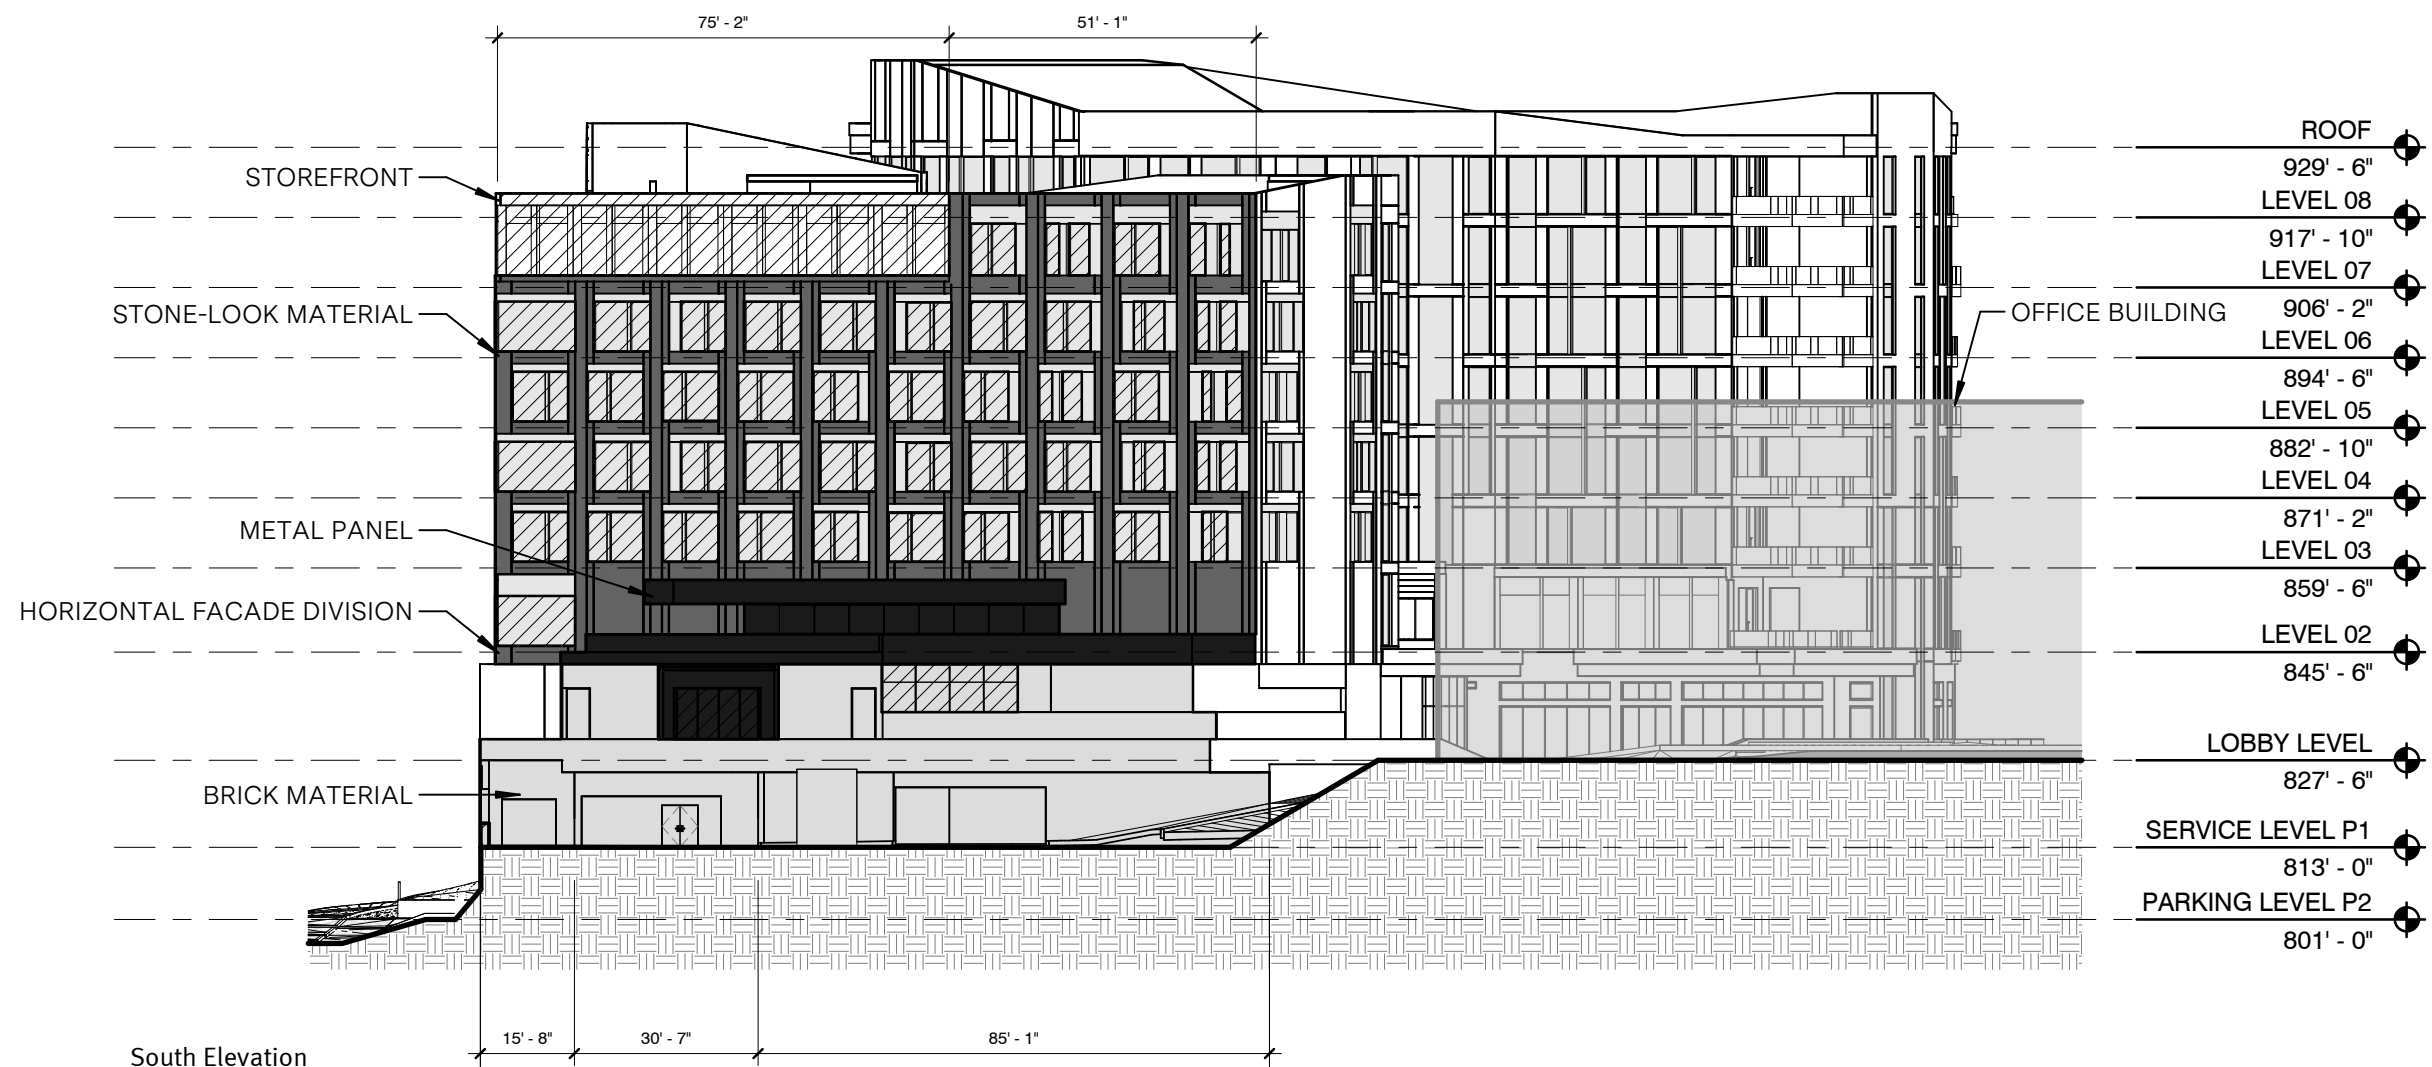 75' - 2"
51' - 1"
ROOF
929' - 6"
STOREFRONT
LEVEL 08
917' - 10"
LEVEL 07
906' - 2"
STONE-LOOK MATERIAL
OFFICE BUILDING
LEVEL 06
894' - 6"
LEVEL 05
882' - 10"
LEVEL 04
871' - 2"
METAL PANEL
LEVEL 03
859' - 6"
HORIZONTAL FACADE DIVISION
LEVEL 02
845' - 6"
LOBBY LEVEL
827' - 6"
BRICK MATERIAL
SERVICE LEVEL P1
813' - 0"
PARKING LEVEL P2
801' - 0"
15' - 8"
30' - 7"
85' - 1"
South Elevation